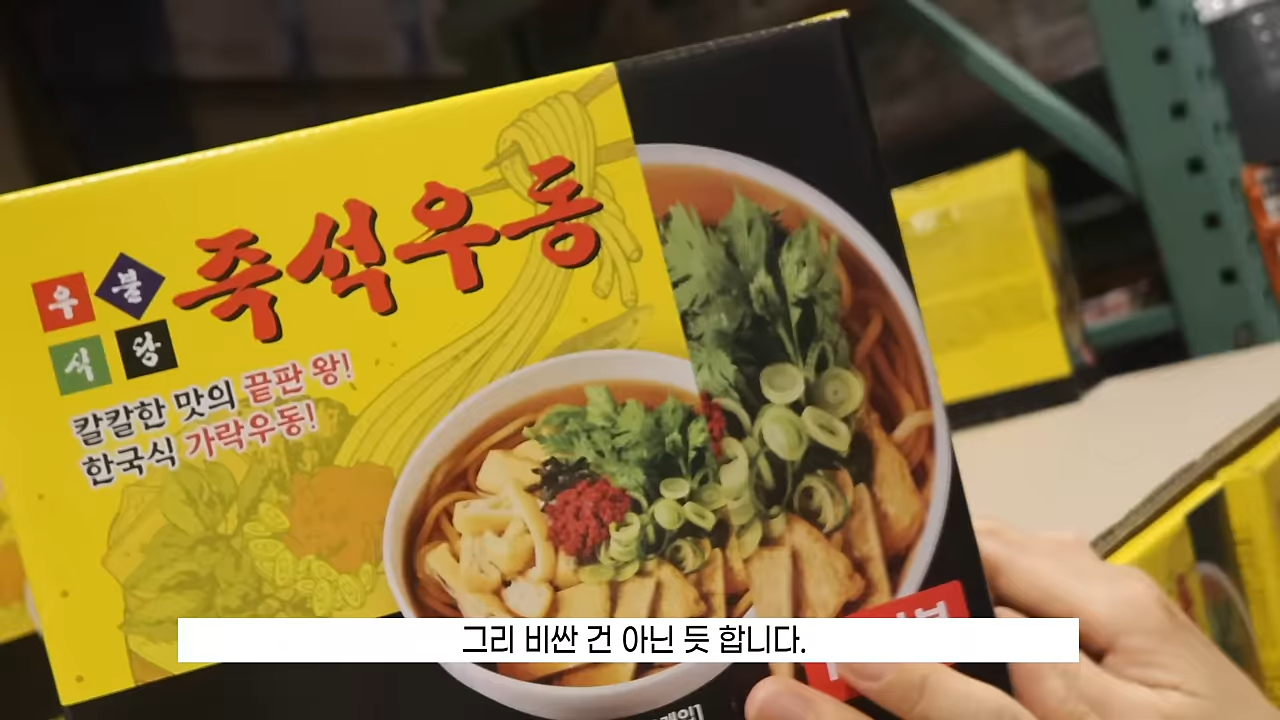 우불
식왕
즉석우동
칼칼한 맛의 끝판 왕!
한국식 가락우동!
그리 비싼 건 아닌 듯 합니다.